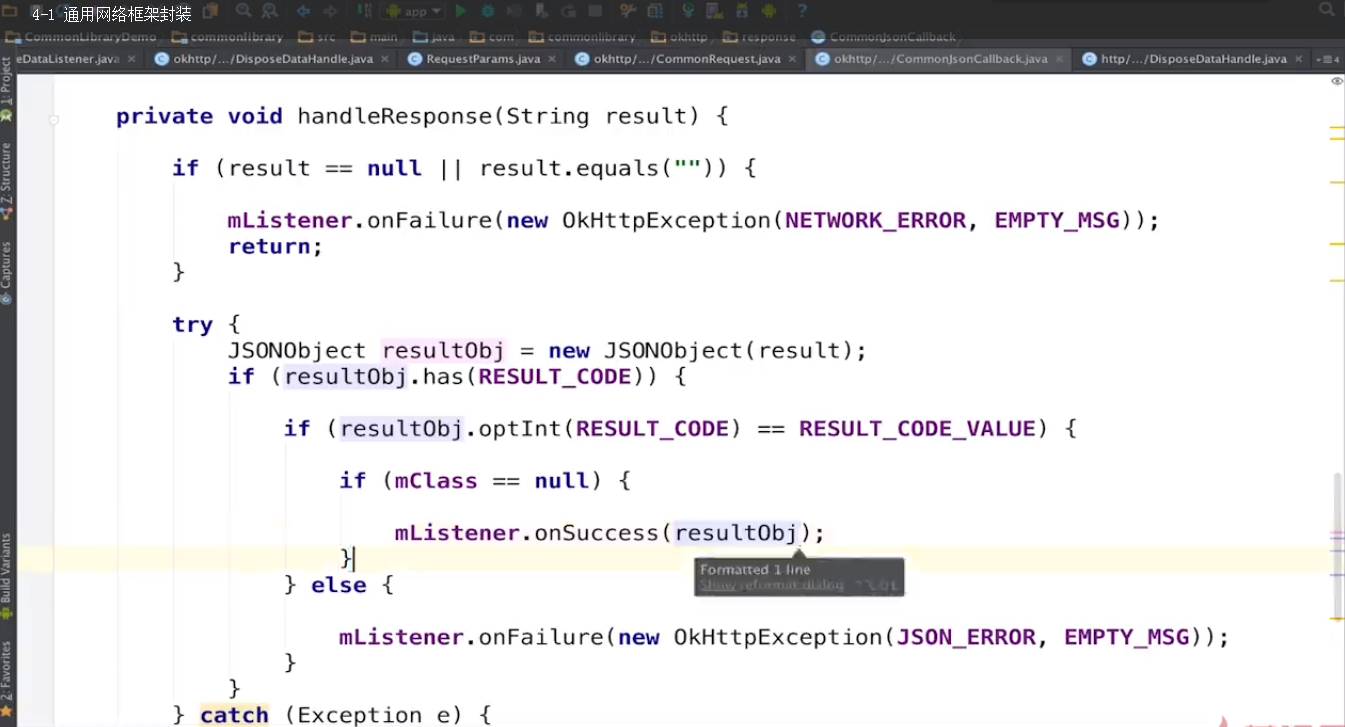 4-1 通用网络框架封装
app
CommonLibraryDemo commonlibrary src main java com commonlibrary okhttp response CommonJsonCallback
eDataListener.java okhttp/.../DisposeDataHandle.java RequestParams.java okhttp/.../CommonRequest.java okhttp/.../CommonJsonCallback.java http/.../DisposeDataHandle.java
1: Project
7: Structure
Captures
Build Variants
2: Favorites
private void handleResponse(String result) {
if (result == null || result.equals("")) {
mListener.onFailure(new OkHttpException(NETWORK_ERROR, EMPTY_MSG));
return;
}
try {
JSONObject resultObj = new JSONObject(result);
if (resultObj.has(RESULT_CODE)) {
if (resultObj.optInt(RESULT_CODE) == RESULT_CODE_VALUE) {
if (mClass == null) {
mListener.onSuccess(resultObj);
}
Formatted 1 line
Show reformat dialog
} else {
mListener.onFailure(new OkHttpException(JSON_ERROR, EMPTY_MSG));
}
}
} catch (Exception e) {